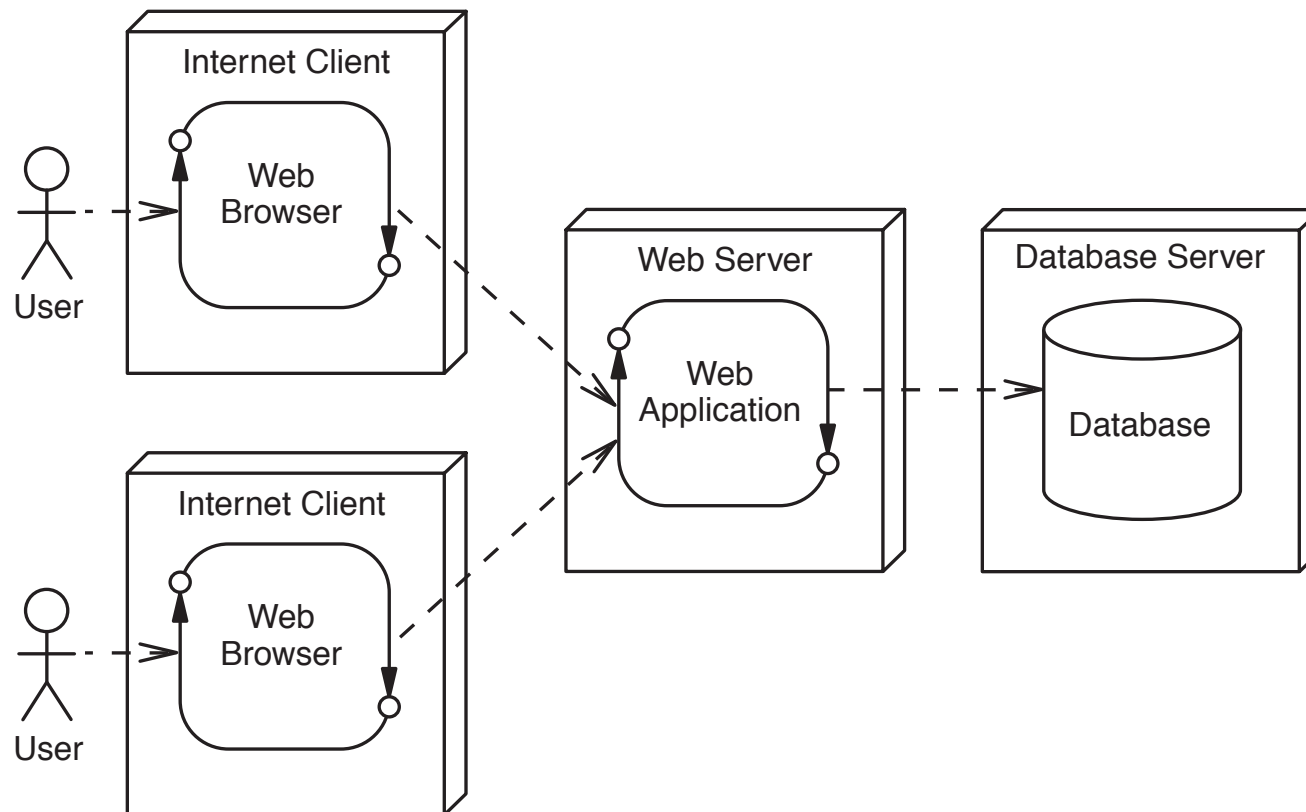 Internet Client
Web
Browser
User
Web Server
Web
Application
Database Server
Database
Internet Client
Web
Browser
User